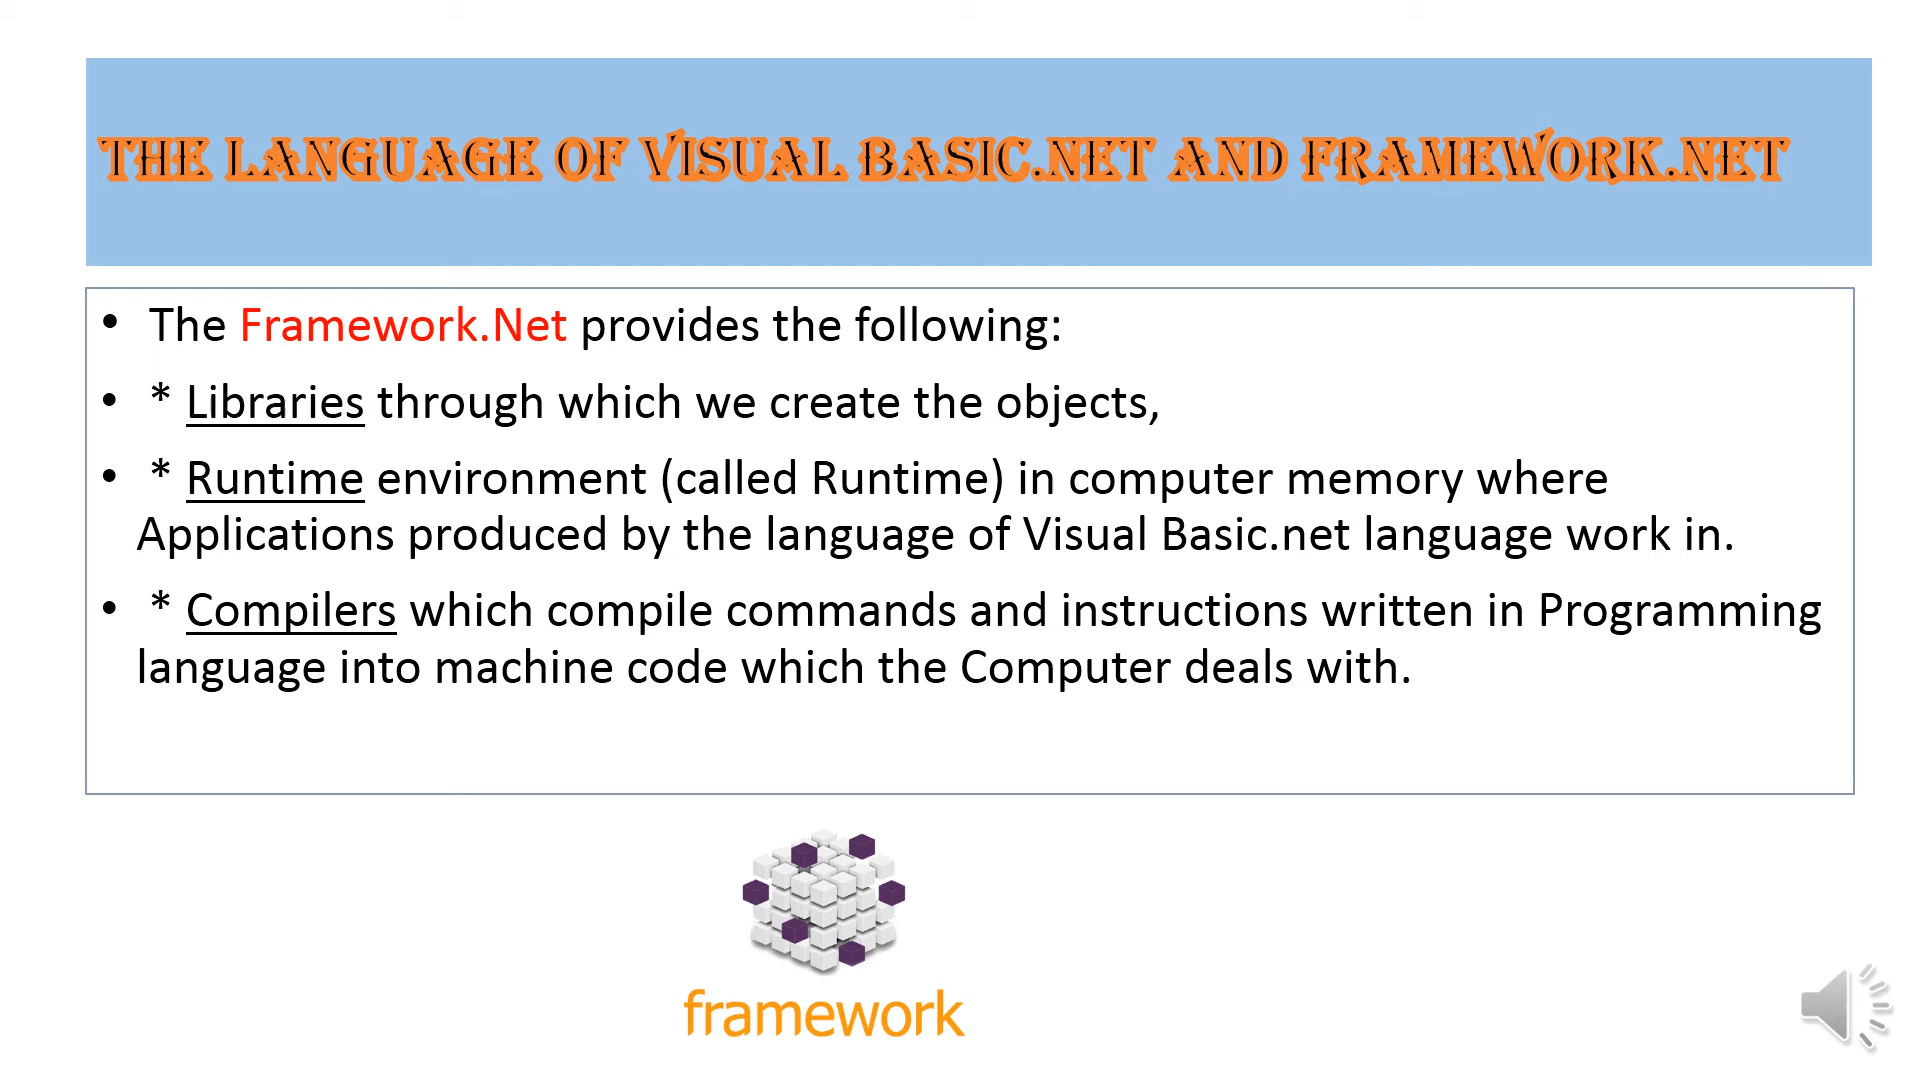 THE LANGUAGE OF VISUAL BASIC.NET AND FRAMEWORK.NET
• The Framework.Net provides the following:
• * Libraries through which we create the objects,
• * Runtime environment (called Runtime) in computer memory where
Applications produced by the language of Visual Basic.net language work in.
• * Compilers which compile commands and instructions written in Programming
language into machine code which the Computer deals with.
framework